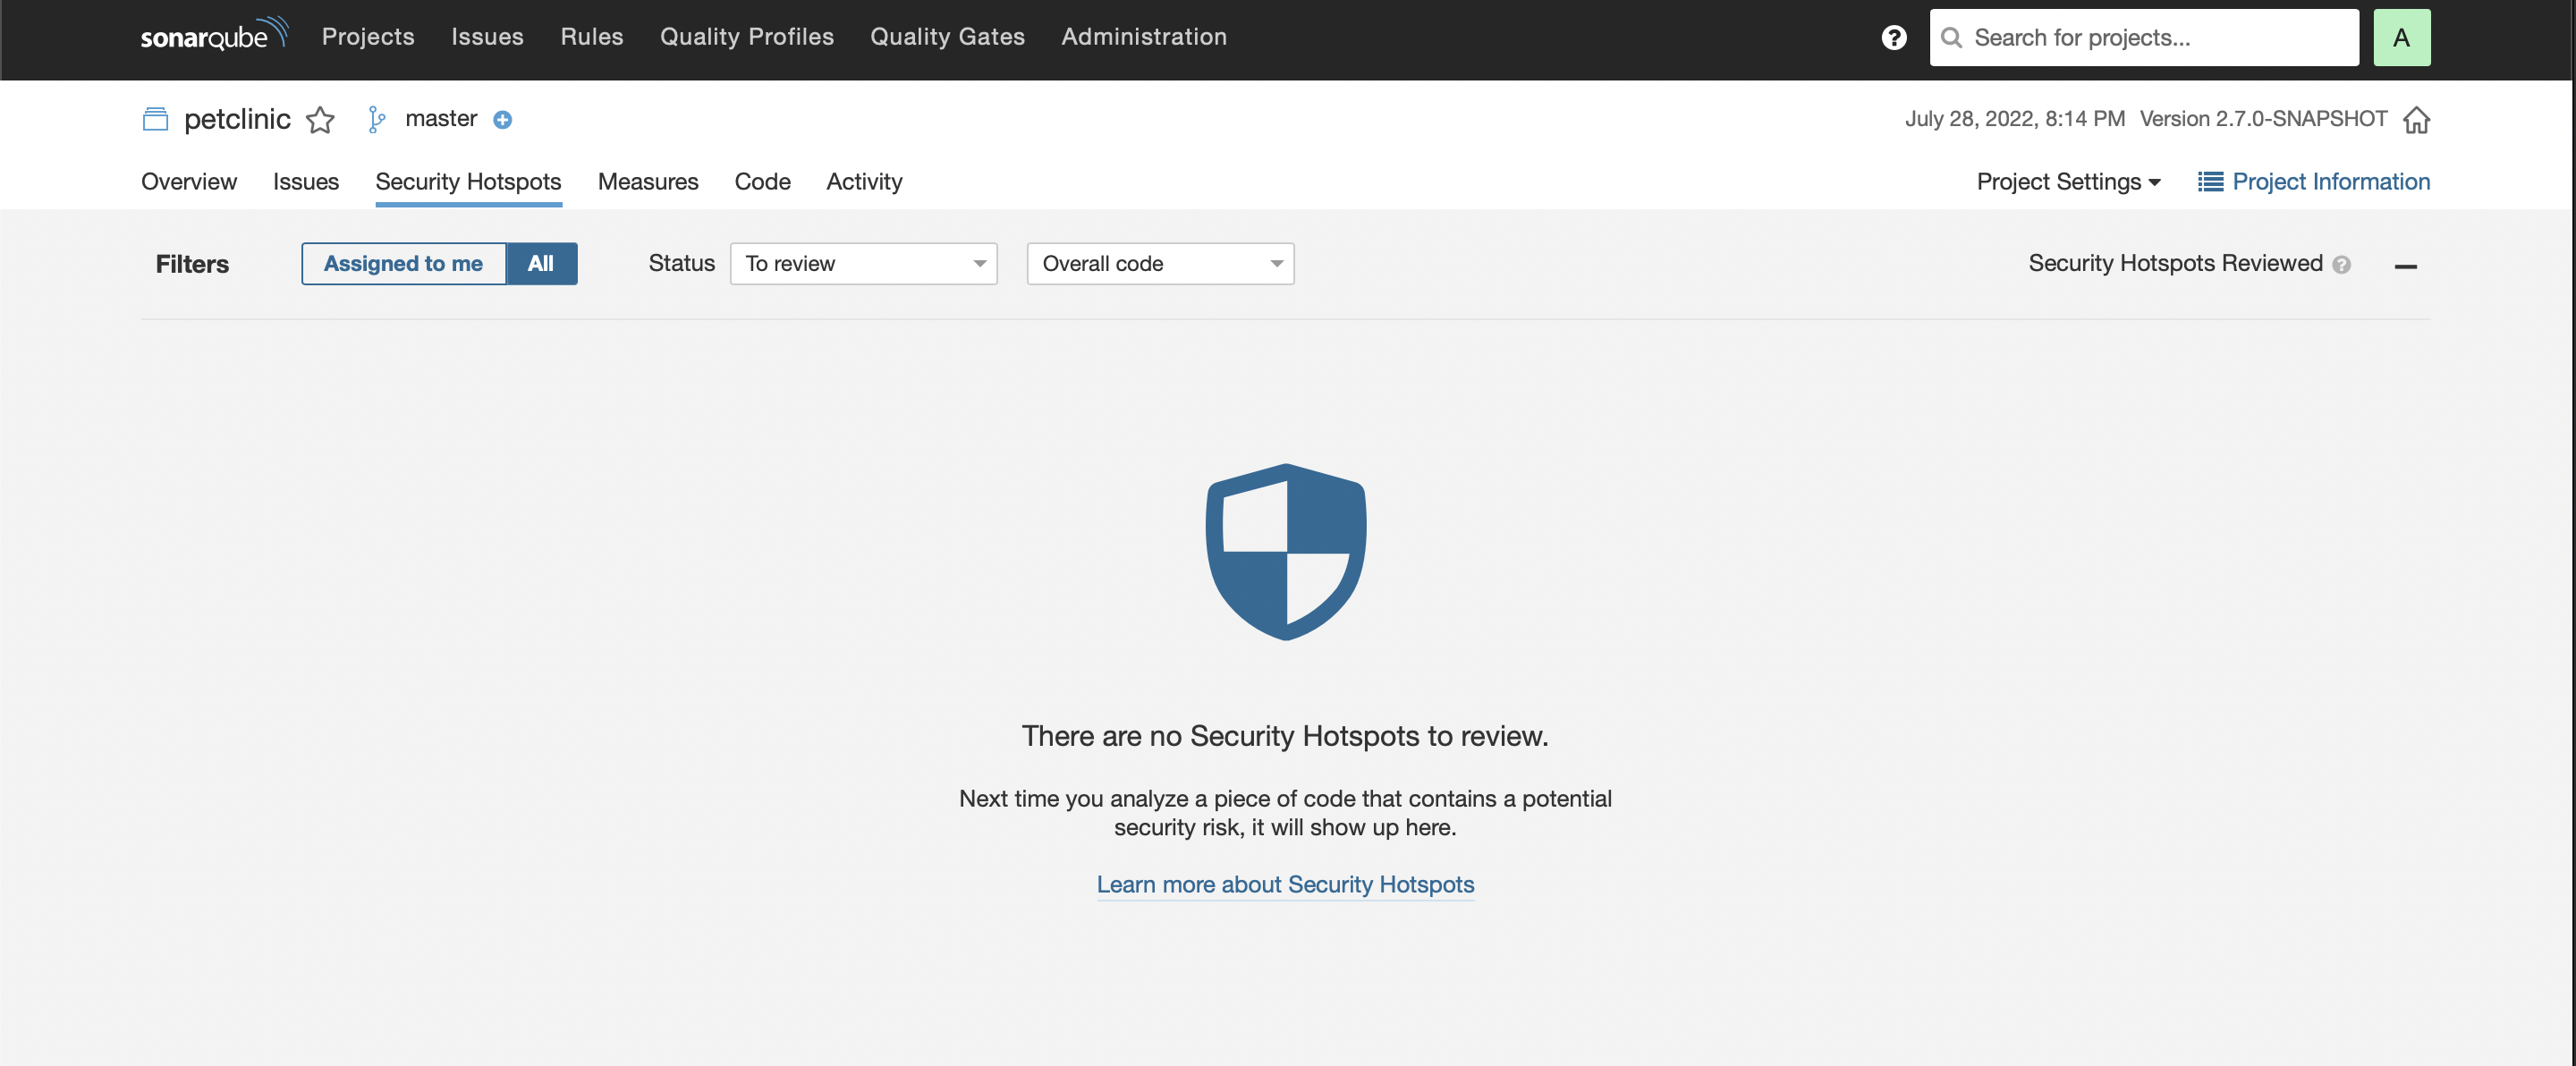 sonarqube Projects Issues Rules Quality Profiles Quality Gates Administration ? Search for projects... A
petclinic master July 28, 2022, 8:14 PM Version 2.7.0-SNAPSHOT
Overview Issues Security Hotspots Measures Code Activity Project Settings Project Information
Filters Assigned to me All Status To review Overall code Security Hotspots Reviewed ? —
There are no Security Hotspots to review.
Next time you analyze a piece of code that contains a potential
security risk, it will show up here.
Learn more about Security Hotspots